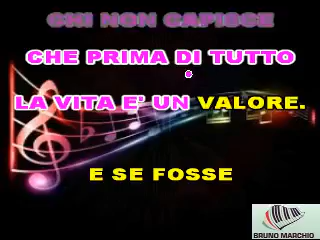 CHI NON CAPISCE
CHE PRIMA DI TUTTO
LA VITA E' UN VALORE.
E SE FOSSE
BRUNO MARCHIO